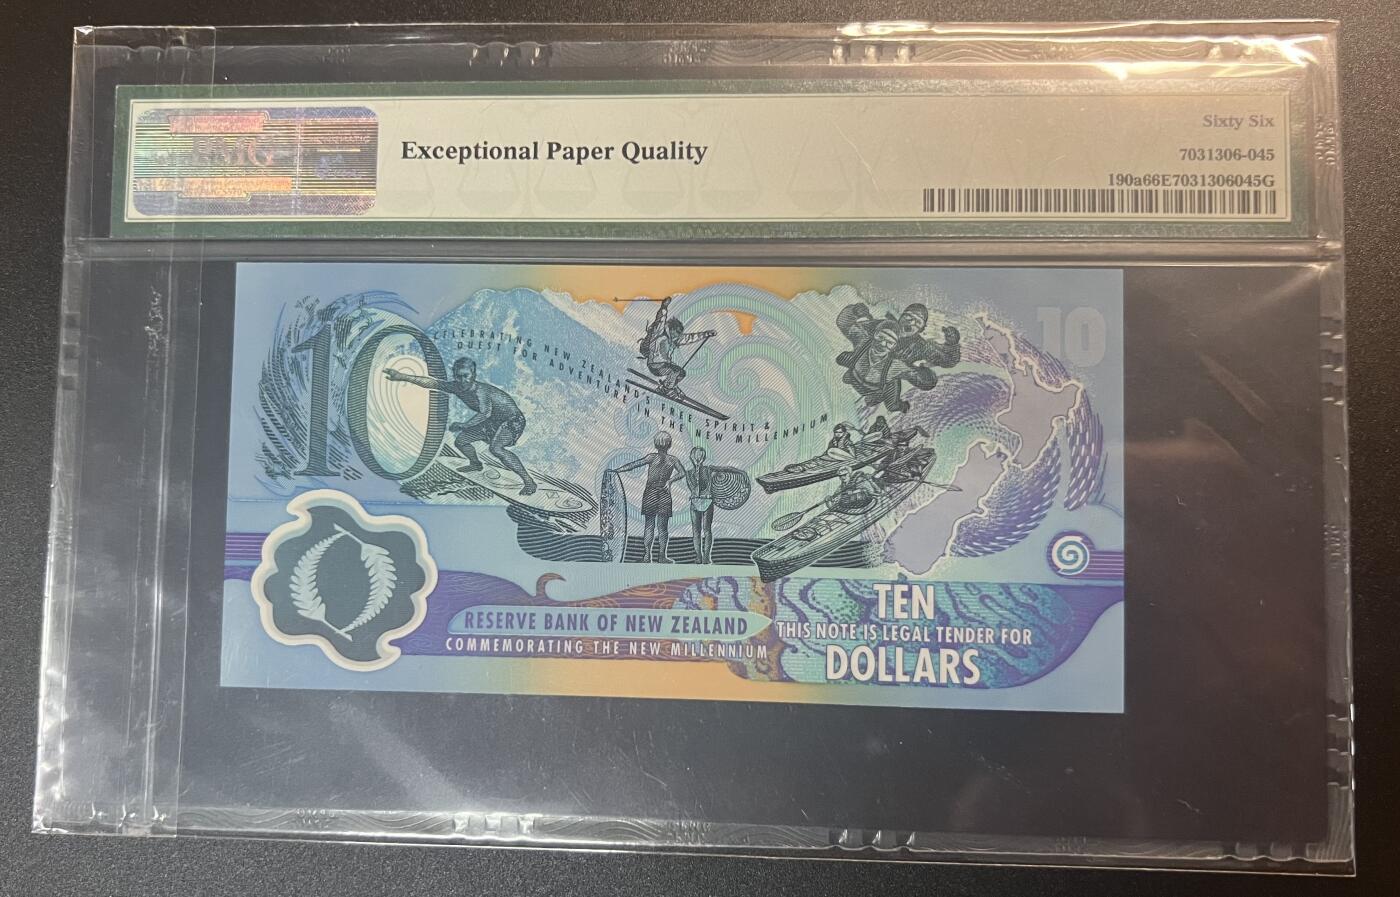 Exceptional Paper Quality
Sixty Six
7031306-045
190a66E7031306045G
10
10
CELEBRATING NEW ZEALAND'S FREE SPIRIT &
QUEST FOR ADVENTURE IN THE NEW MILLENNIUM
RESERVE BANK OF NEW ZEALAND
COMMEMORATING THE NEW MILLENNIUM
TEN
THIS NOTE IS LEGAL TENDER FOR
DOLLARS